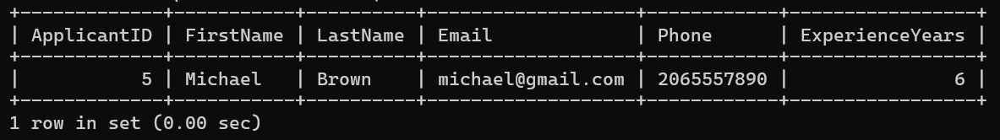 +-------------+-----------+----------+-------------------+------------+-----------------+
| ApplicantID | FirstName | LastName | Email             | Phone      | ExperienceYears |
+-------------+-----------+----------+-------------------+------------+-----------------+
|           5 | Michael   | Brown    | michael@gmail.com | 2065557890 |               6 |
+-------------+-----------+----------+-------------------+------------+-----------------+
1 row in set (0.00 sec)